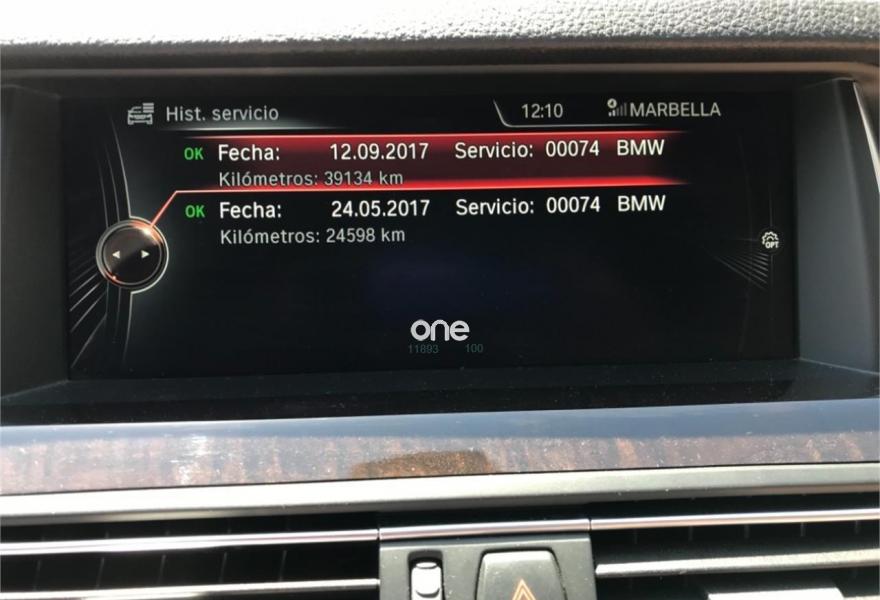 Hist. servicio 12:10 MARBELLA
OK Fecha: 12.09.2017 Servicio: 00074 BMW
Kilómetros: 39134 km
OK Fecha: 24.05.2017 Servicio: 00074 BMW
Kilómetros: 24598 km
OPT
one
11893 100